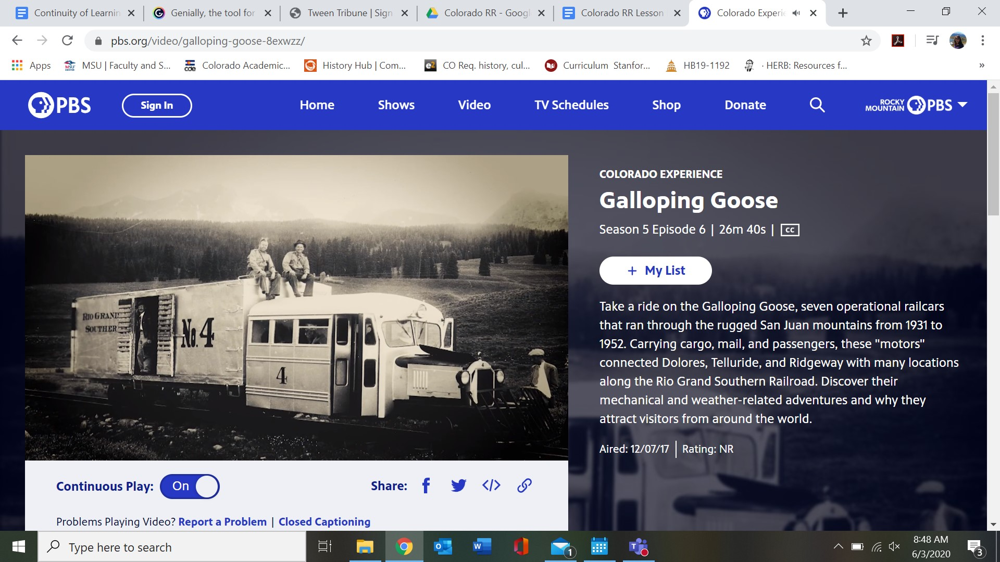 Continuity of Learnin
Genially, the tool for
Tween Tribune | Sign
Colorado RR - Googl
Colorado RR Lesson
Colorado Experie
pbs.org/video/galloping-goose-8exwzz/
Apps
MSU | Faculty and S...
Colorado Academic...
History Hub | Com...
CO Req. history, cul...
Curriculum Stanfor...
HB19-1192
· HERB: Resources f...
PBS
Sign In
Home
Shows
Video
TV Schedules
Shop
Donate
ROCKY MOUNTAIN PBS
COLORADO EXPERIENCE
Galloping Goose
Season 5 Episode 6 | 26m 40s | CC
+ My List
Take a ride on the Galloping Goose, seven operational railcars
that ran through the rugged San Juan mountains from 1931 to
1952. Carrying cargo, mail, and passengers, these "motors"
connected Dolores, Telluride, and Ridgeway with many locations
along the Rio Grand Southern Railroad. Discover their
mechanical and weather-related adventures and why they
attract visitors from around the world.
Aired: 12/07/17 | Rating: NR
RIO GRAND
SOUTHER
No. 4
4
Continuous Play: On
Share:
Problems Playing Video? Report a Problem | Closed Captioning
Type here to search
1
8:48 AM
6/3/2020
3